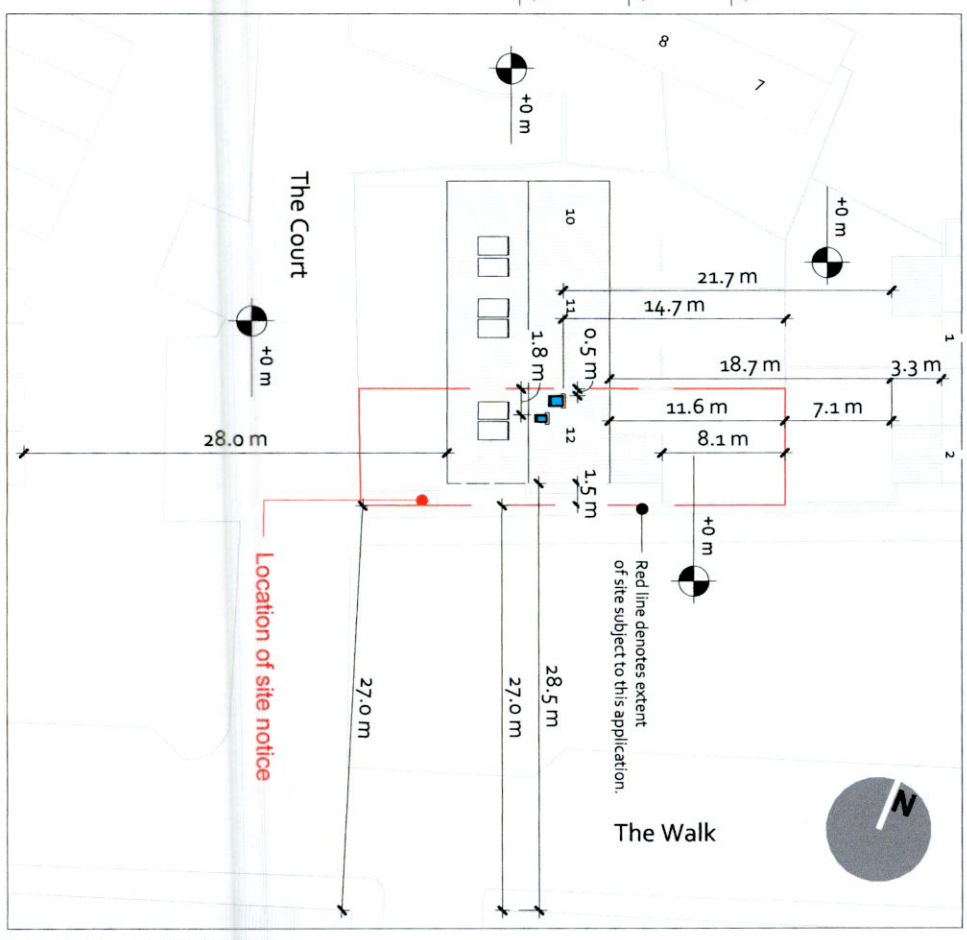 8
7
+0 m
The Court
10
+0 m
1
21.7 m
11
14.7 m
0.5 m
1.8 m
18.7 m
3.3 m
+0 m
11.6 m
7.1 m
12
28.0 m
8.1 m
2
1.5 m
+0 m
Red line denotes extent
of site subject to this application.
Location of site notice
27.0 m
27.0 m
28.5 m
The Walk
N